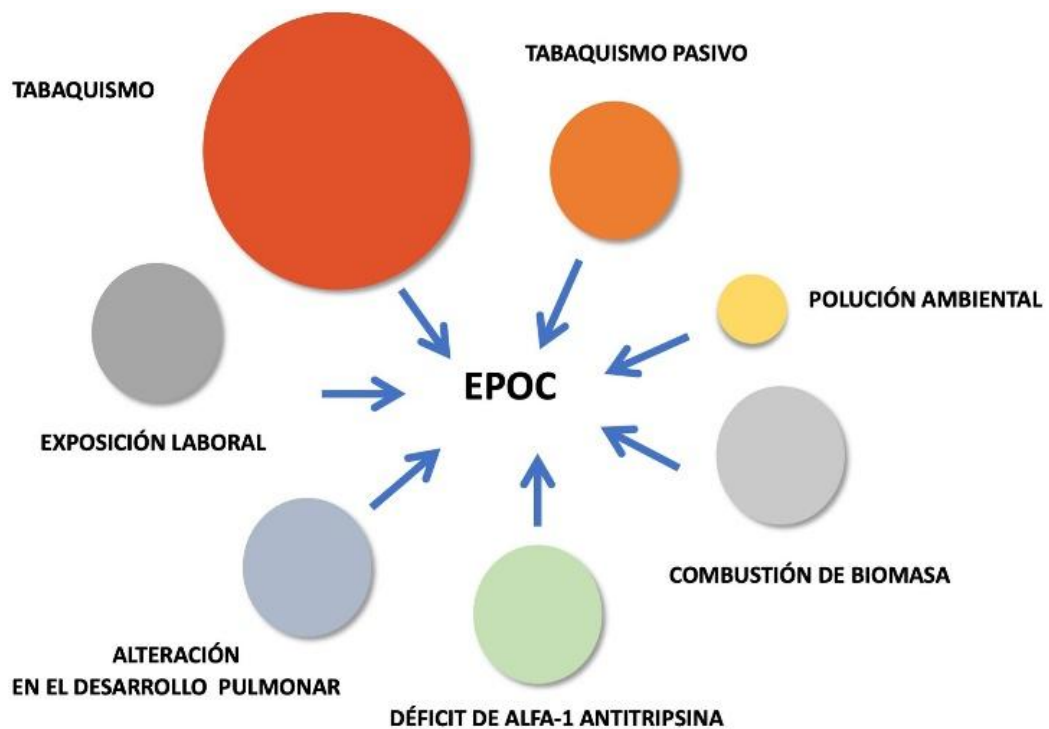 TABAQUISMO PASIVO
TABAQUISMO
POLUCIÓN AMBIENTAL
EPOC
EXPOSICIÓN LABORAL
COMBUSTIÓN DE BIOMASA
ALTERACIÓN
EN EL DESARROLLO PULMONAR
DÉFICIT DE ALFA-1 ANTITRIPSINA